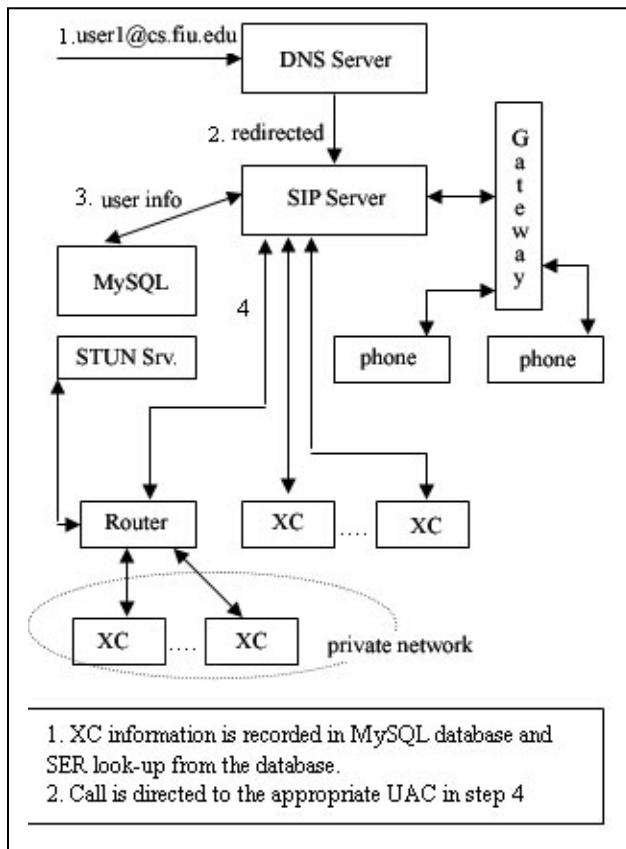 1.user1@cs.fiu.edu
DNS Server
2. redirected
Gateway
SIP Server
3. user info
MySQL
4
STUN Srv.
phone
phone
Router
XC
....
XC
XC
....
XC
private network
1. XC information is recorded in MySQL database and
SER look-up from the database.
2. Call is directed to the appropriate UAC in step 4